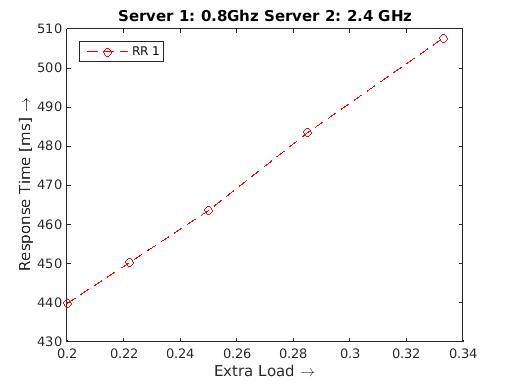 Server 1: 0.8Ghz Server 2: 2.4 GHz
510
500
490
480
470
460
450
440
430
RR 1
Response Time [ms] →
0.2 0.22 0.24 0.26 0.28 0.3 0.32 0.34
Extra Load →